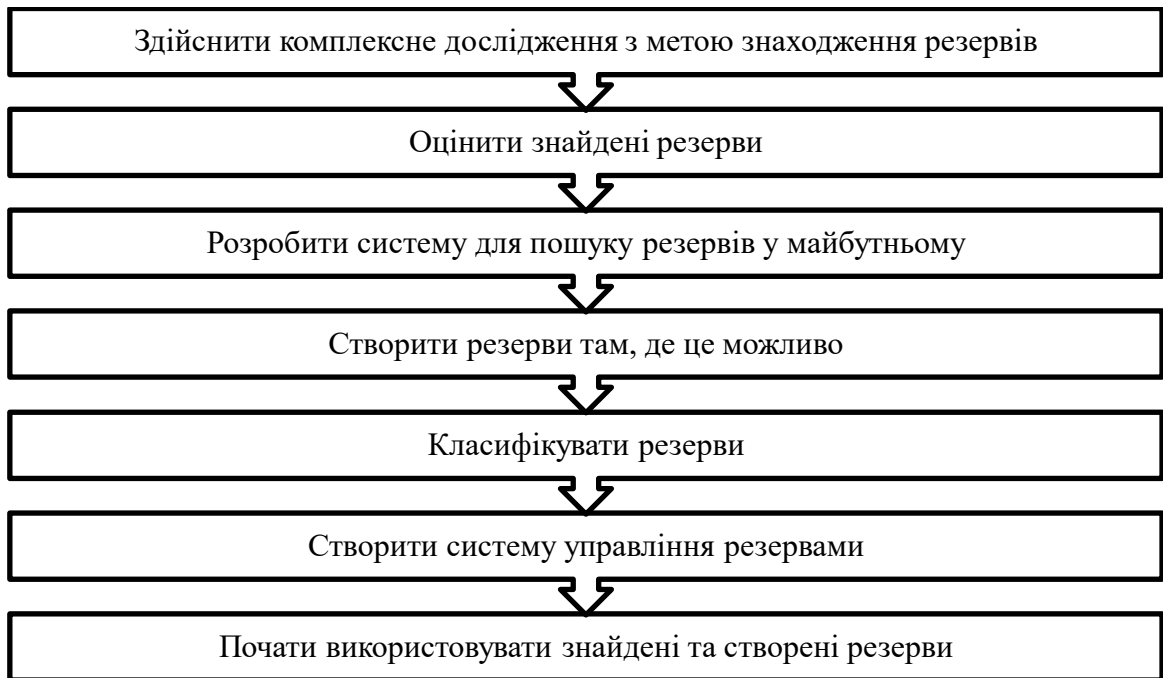 Здійснити комплексне дослідження з метою знаходження резервів
Оцінити знайдені резерви
Розробити систему для пошуку резервів у майбутньому
Створити резерви там, де це можливо
Класифікувати резерви
Створити систему управління резервами
Почати використовувати знайдені та створені резерви